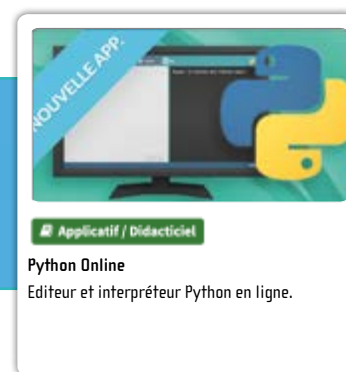 NOUVELLE APP.
Applicatif / Didacticiel
Python Online
Editeur et interpréteur Python en ligne.